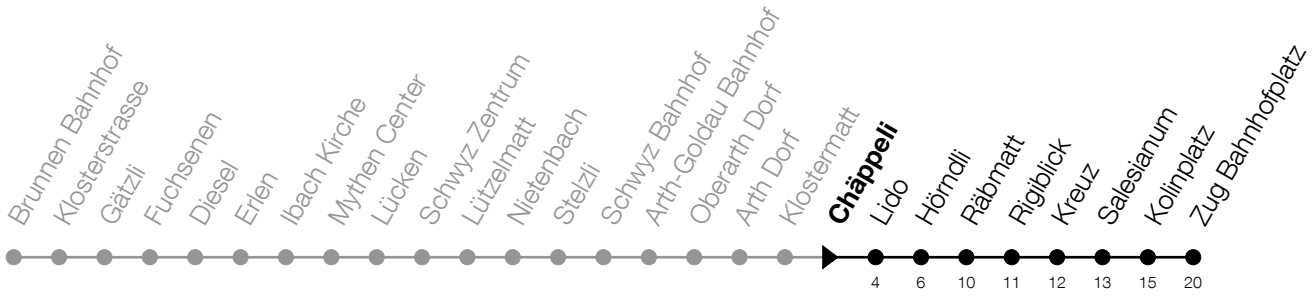 Brunnen Bahnhof
Klosterstrasse
Gätzli
Fuchsenen
Diesel
Erlen
Ibach Kirche
Mythen Center
Lücken
Schwyz Zentrum
Lützelmatt
Nietenbach
Stelzli
Schwyz Bahnhof
Arth-Goldau Bahnhof
Oberarth Dorf
Arth Dorf
Klostermatt
Chäppeli
Lido
Hörndli
Räbmatt
Rigiblick
Kreuz
Salesianum
Kolinplatz
Zug Bahnhofplatz
4 6 10 11 12 13 15 20